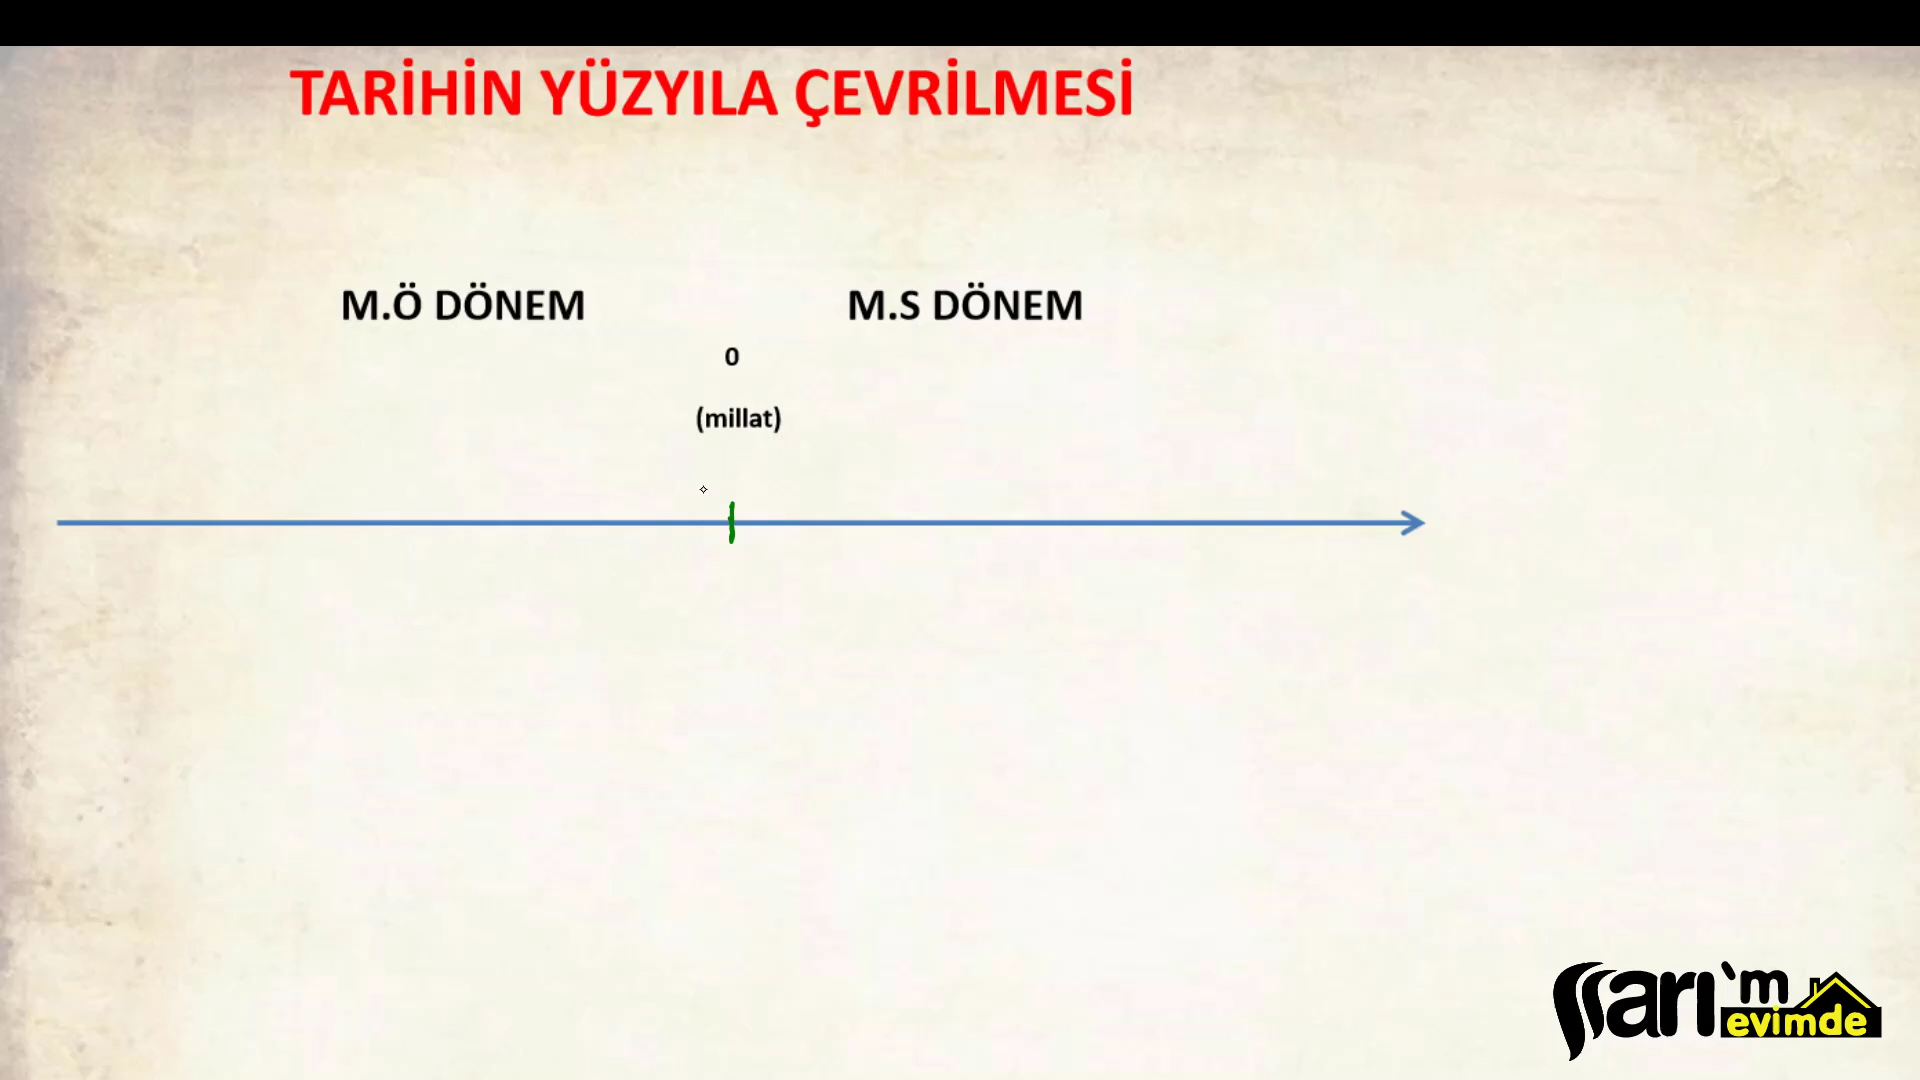 TARİHİN YÜZYILA ÇEVRİLMESİ
M.Ö DÖNEM
M.S DÖNEM
0
(millat)
Sarı'm
evimde